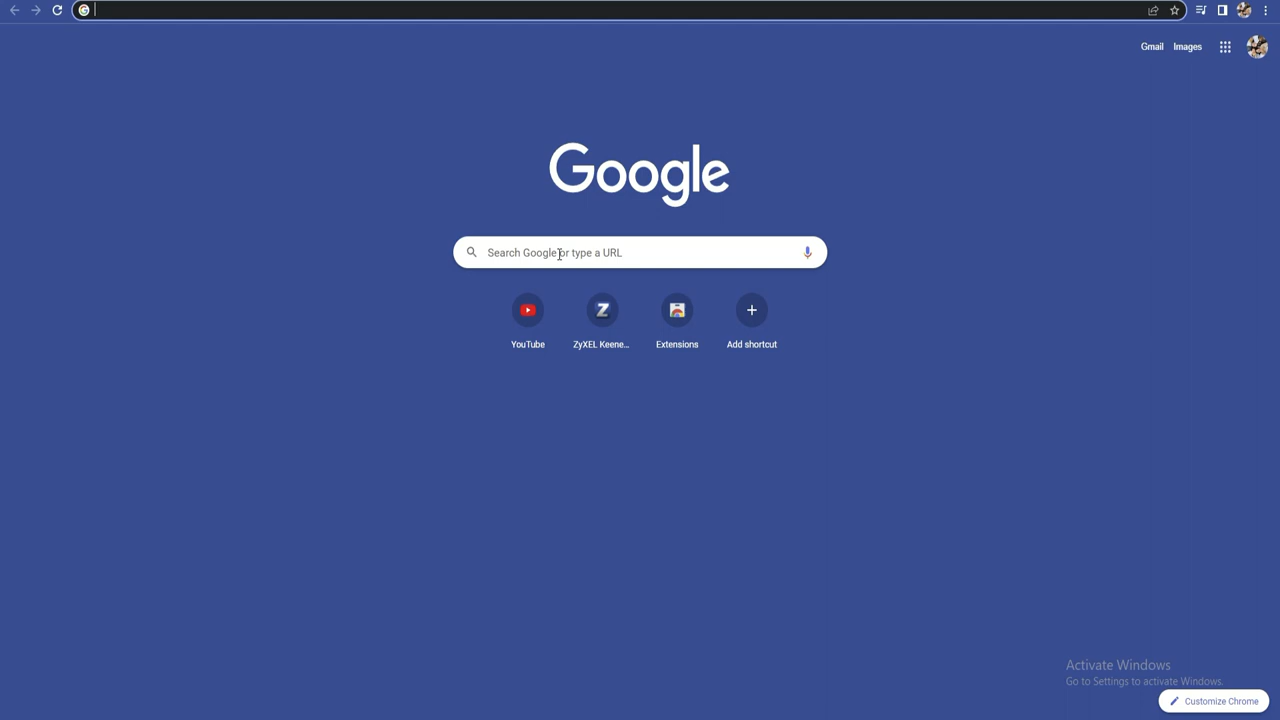 Gmail Images
Google
Search Google or type a URL
YouTube
ZyXEL Keene...
Extensions
Add shortcut
Activate Windows
Go to Settings to activate Windows.
Customize Chrome